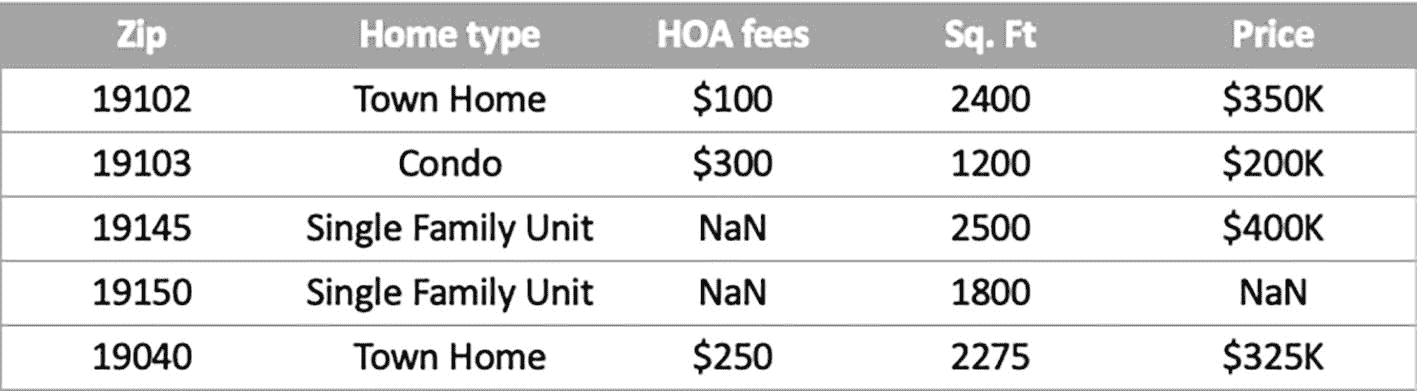 Zip Home type HOA fees Sq. Ft Price
19102 Town Home $100 2400 $350K
19103 Condo $300 1200 $200K
19145 Single Family Unit NaN 2500 $400K
19150 Single Family Unit NaN 1800 NaN
19040 Town Home $250 2275 $325K